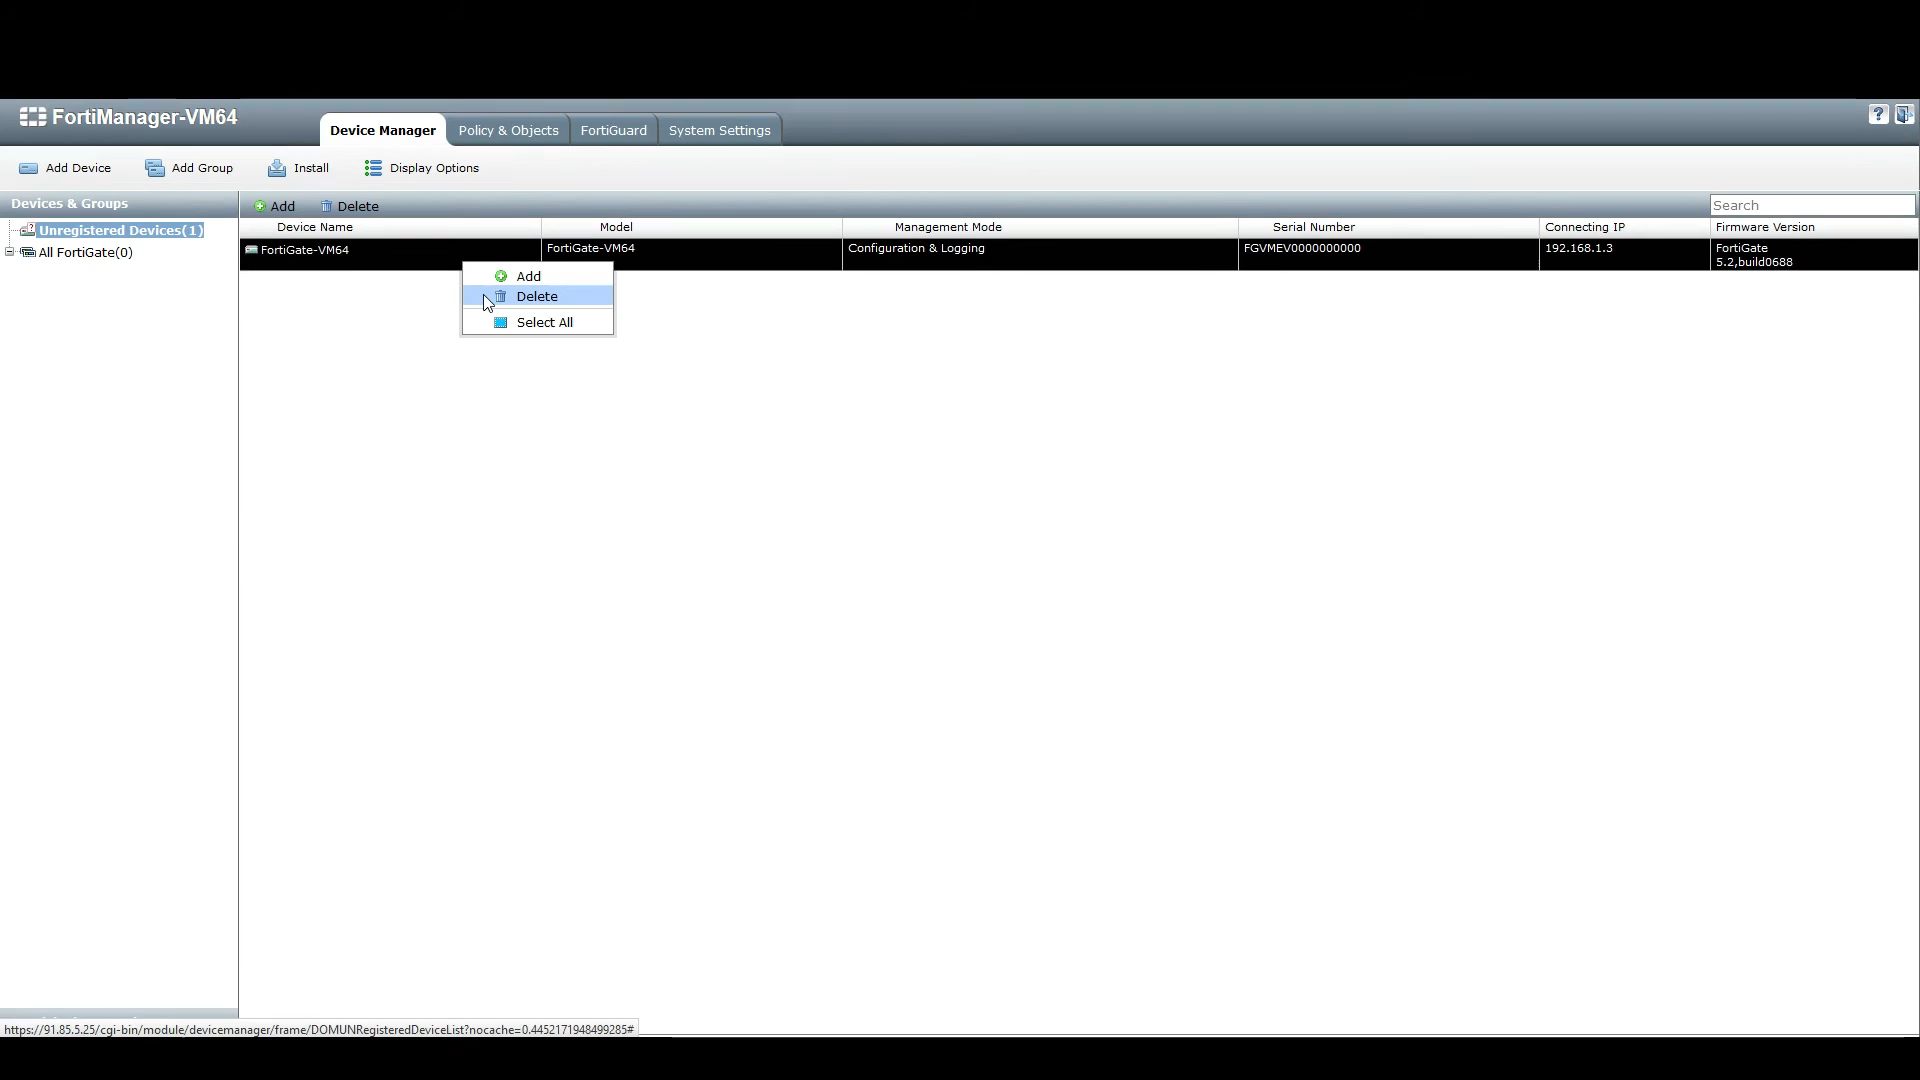 FortiManager-VM64
Device Manager
Policy & Objects
FortiGuard
System Settings
?
Add Device
Add Group
Install
Display Options
Devices & Groups
Add
Delete
Search
Unregistered Devices(1)
All FortiGate(0)
Device Name
Model
Management Mode
Serial Number
Connecting IP
Firmware Version
FortiGate-VM64
FortiGate-VM64
Configuration & Logging
FGVMEV0000000000
192.168.1.3
FortiGate
5.2,build0688
Add
Delete
Select All
https://91.85.5.25/cgi-bin/module/devicemanager/frame/DOMUNRegisteredDeviceList?nocache=0.4452171948499285#